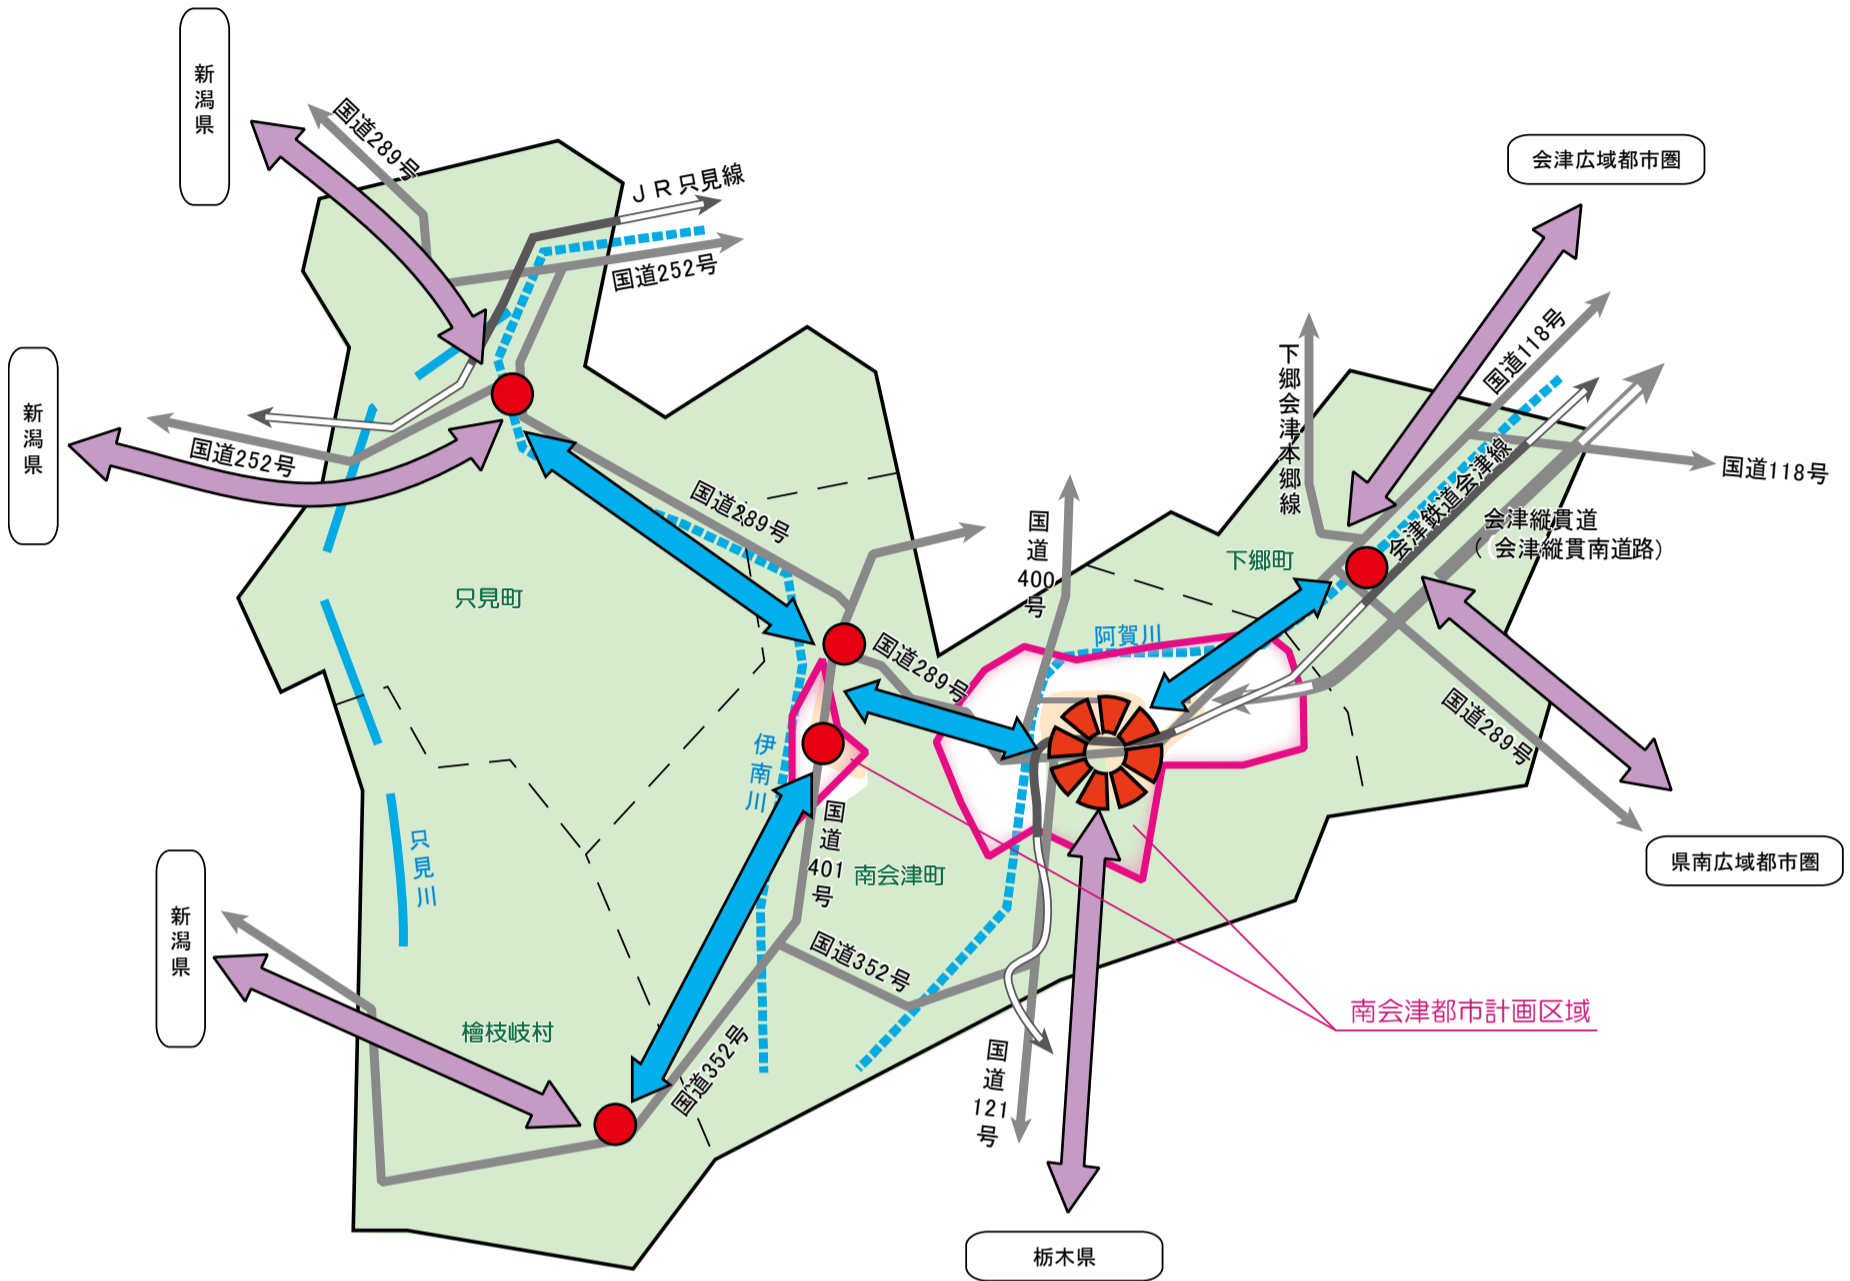 新潟県
国道289号
JR只見線
国道252号
会津広域都市圏
国道118号
下郷会津本郷線
新潟県
国道252号
国道289号
国道400号
会津鉄道会津線
国道118号
会津縦貫道
(会津縦貫南道路)
下郷町
只見町
阿賀川
国道289号
国道289号
伊南川
只見川
国道401号
南会津町
県南広域都市圏
新潟県
国道352号
南会津都市計画区域
檜枝岐村
国道352号
国道121号
栃木県